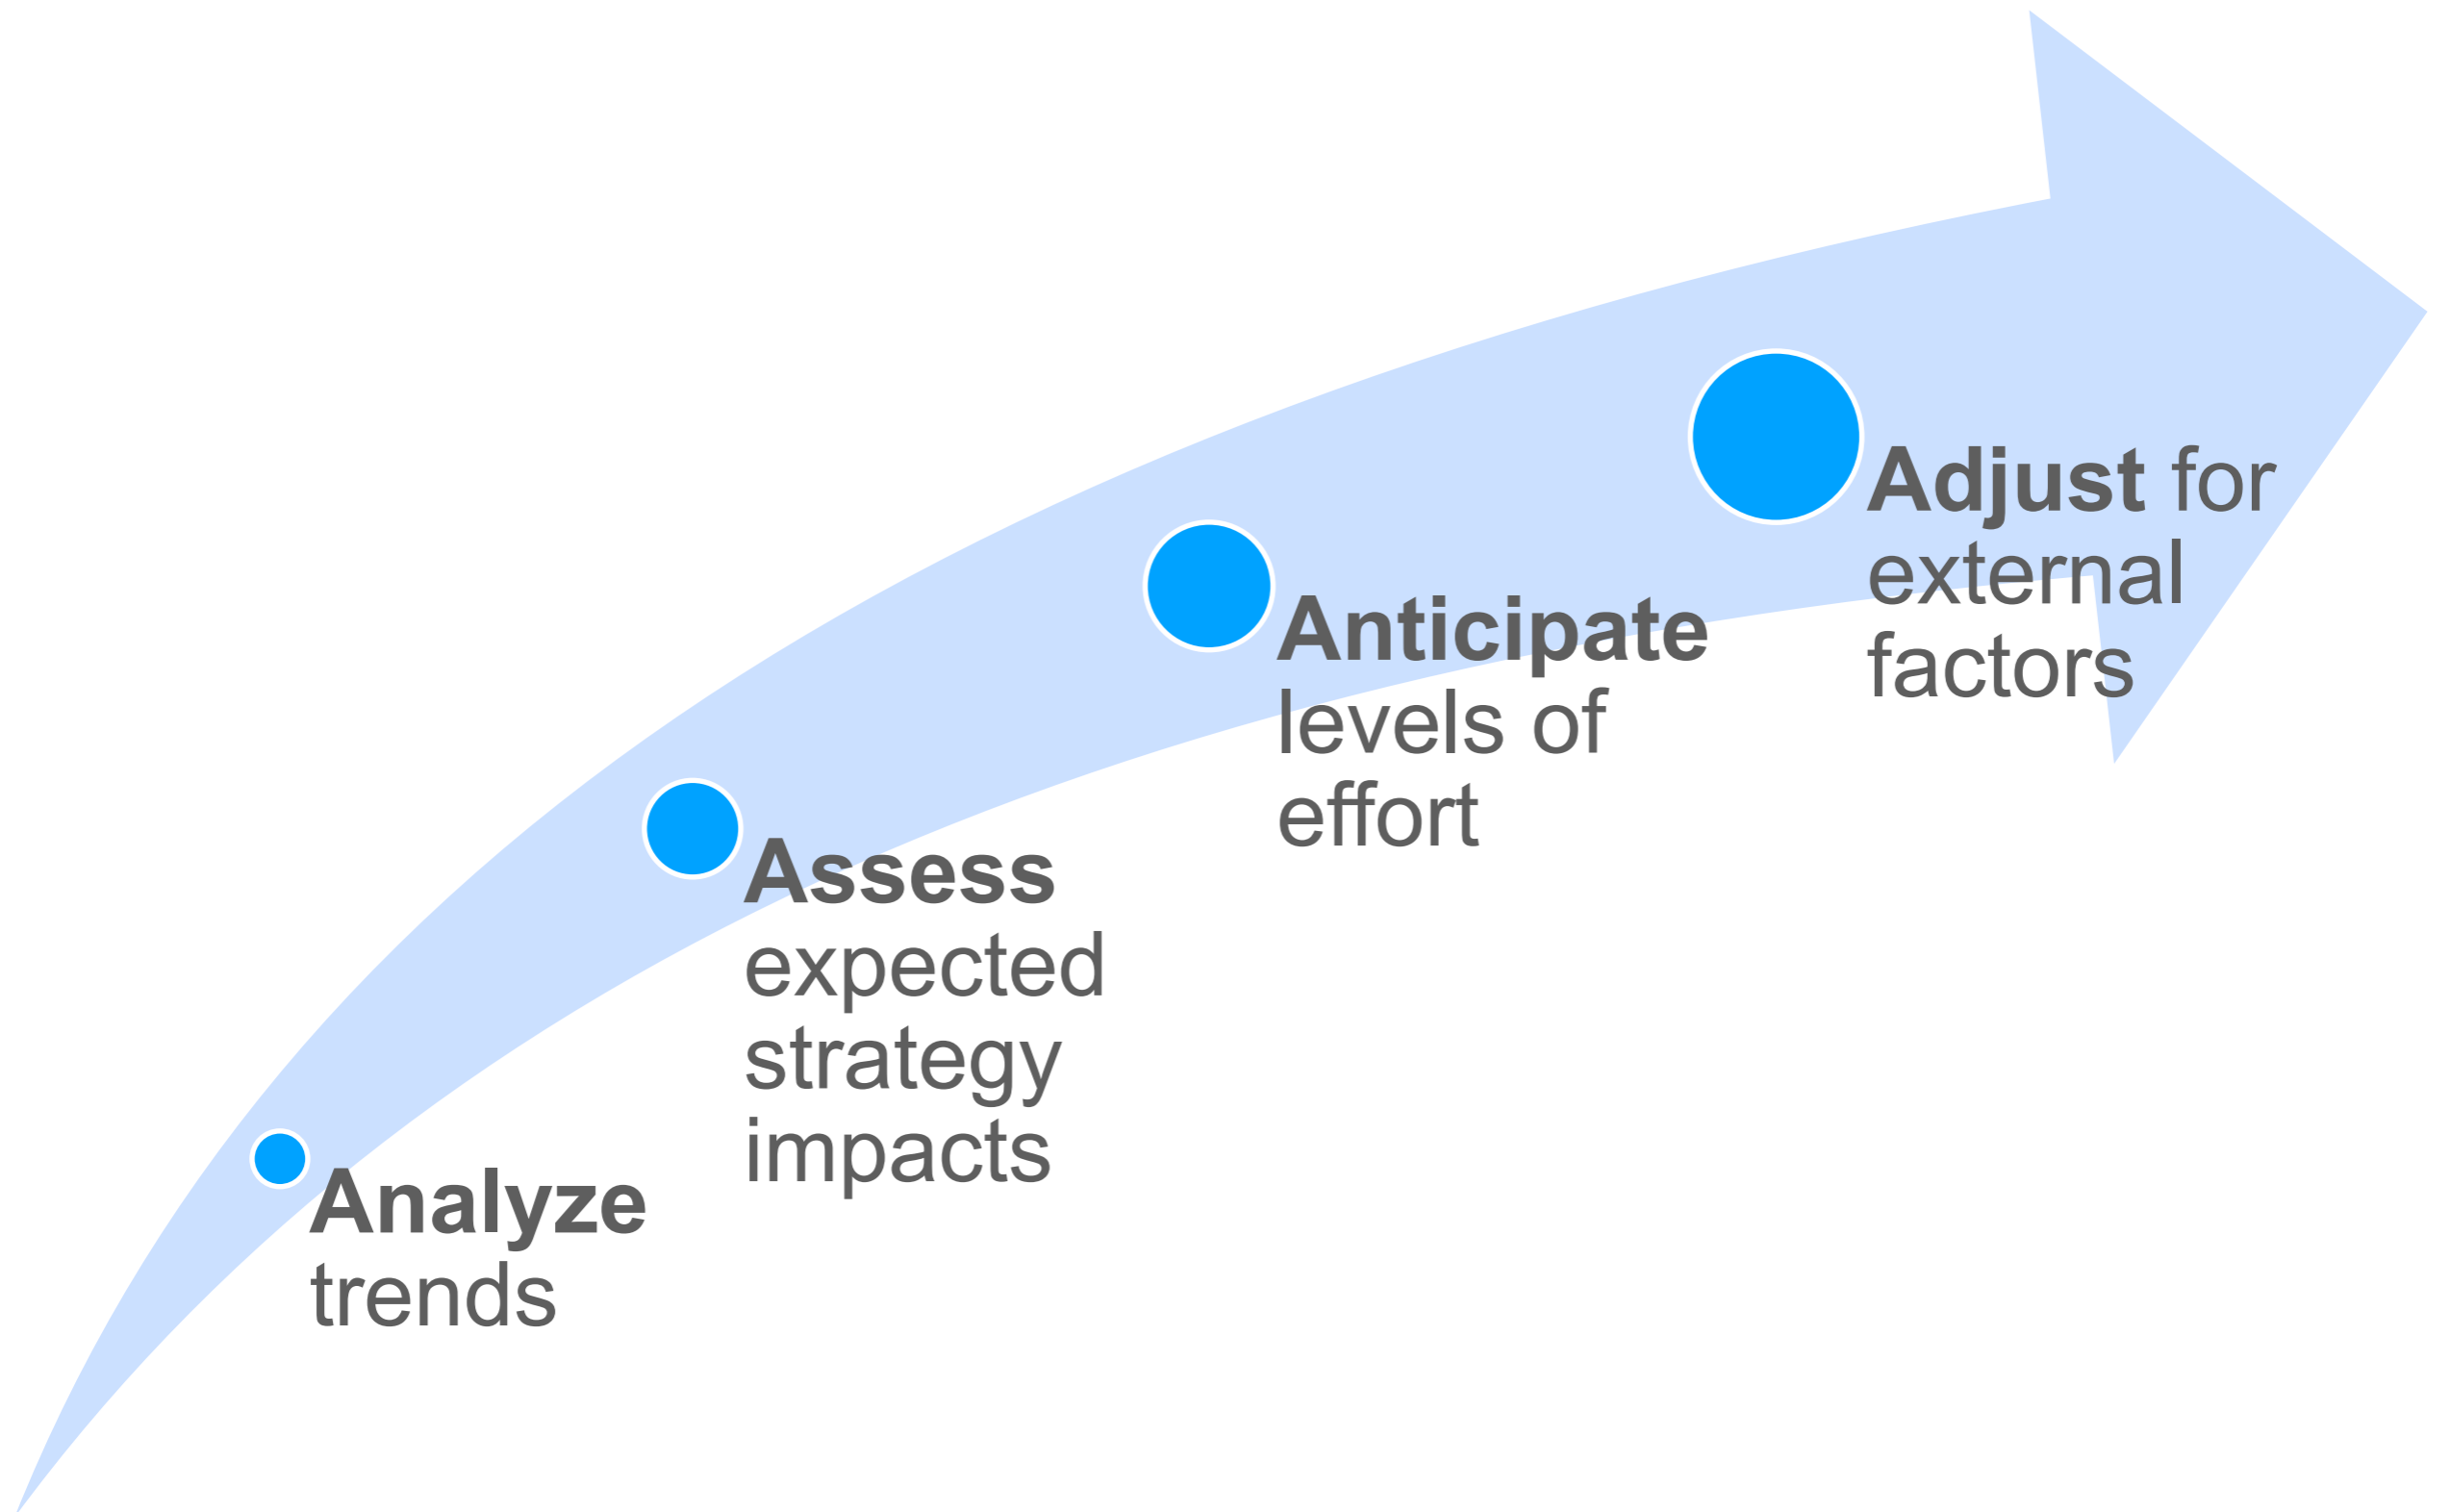 Analyze
trends
Assess
expected
strategy
impacts
Anticipate
levels of
effort
Adjust for
external
factors